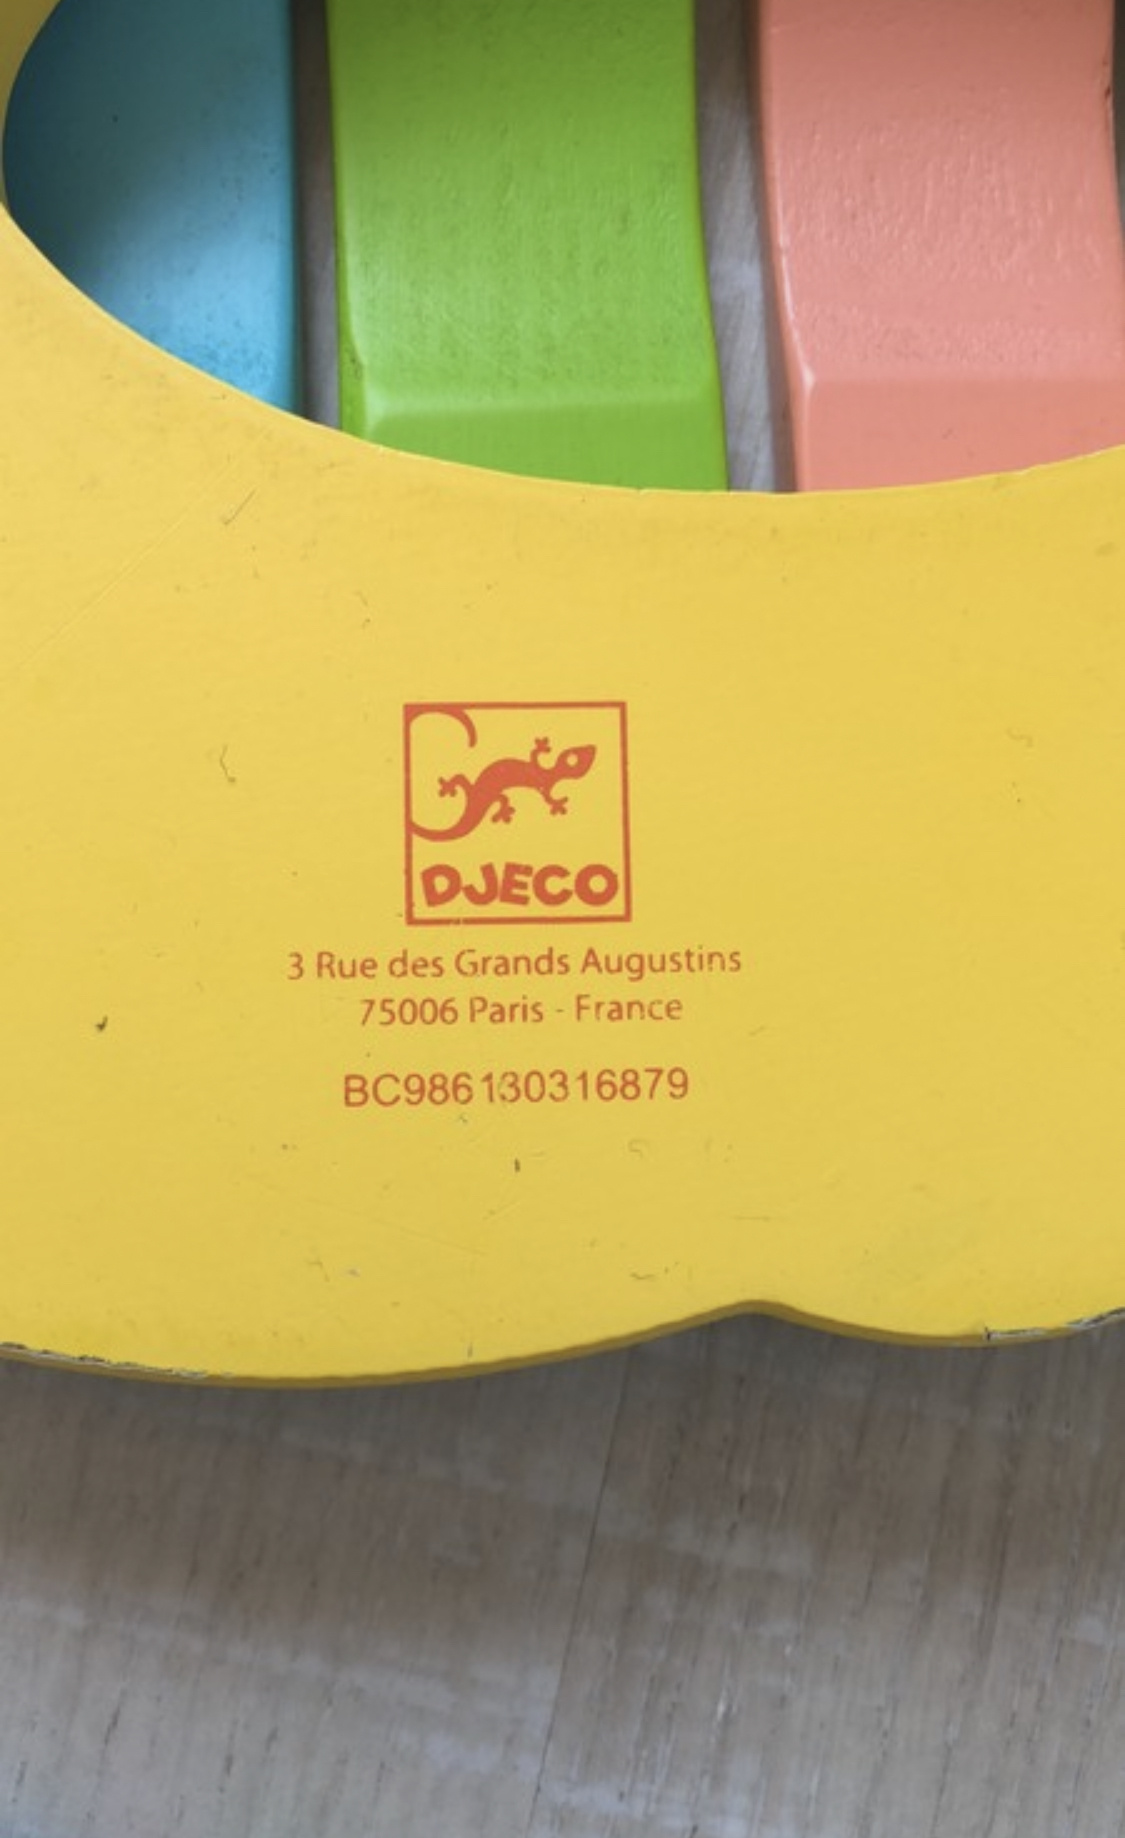 DJECO
3 Rue des Grands Augustins
75006 Paris - France
BC986130316879